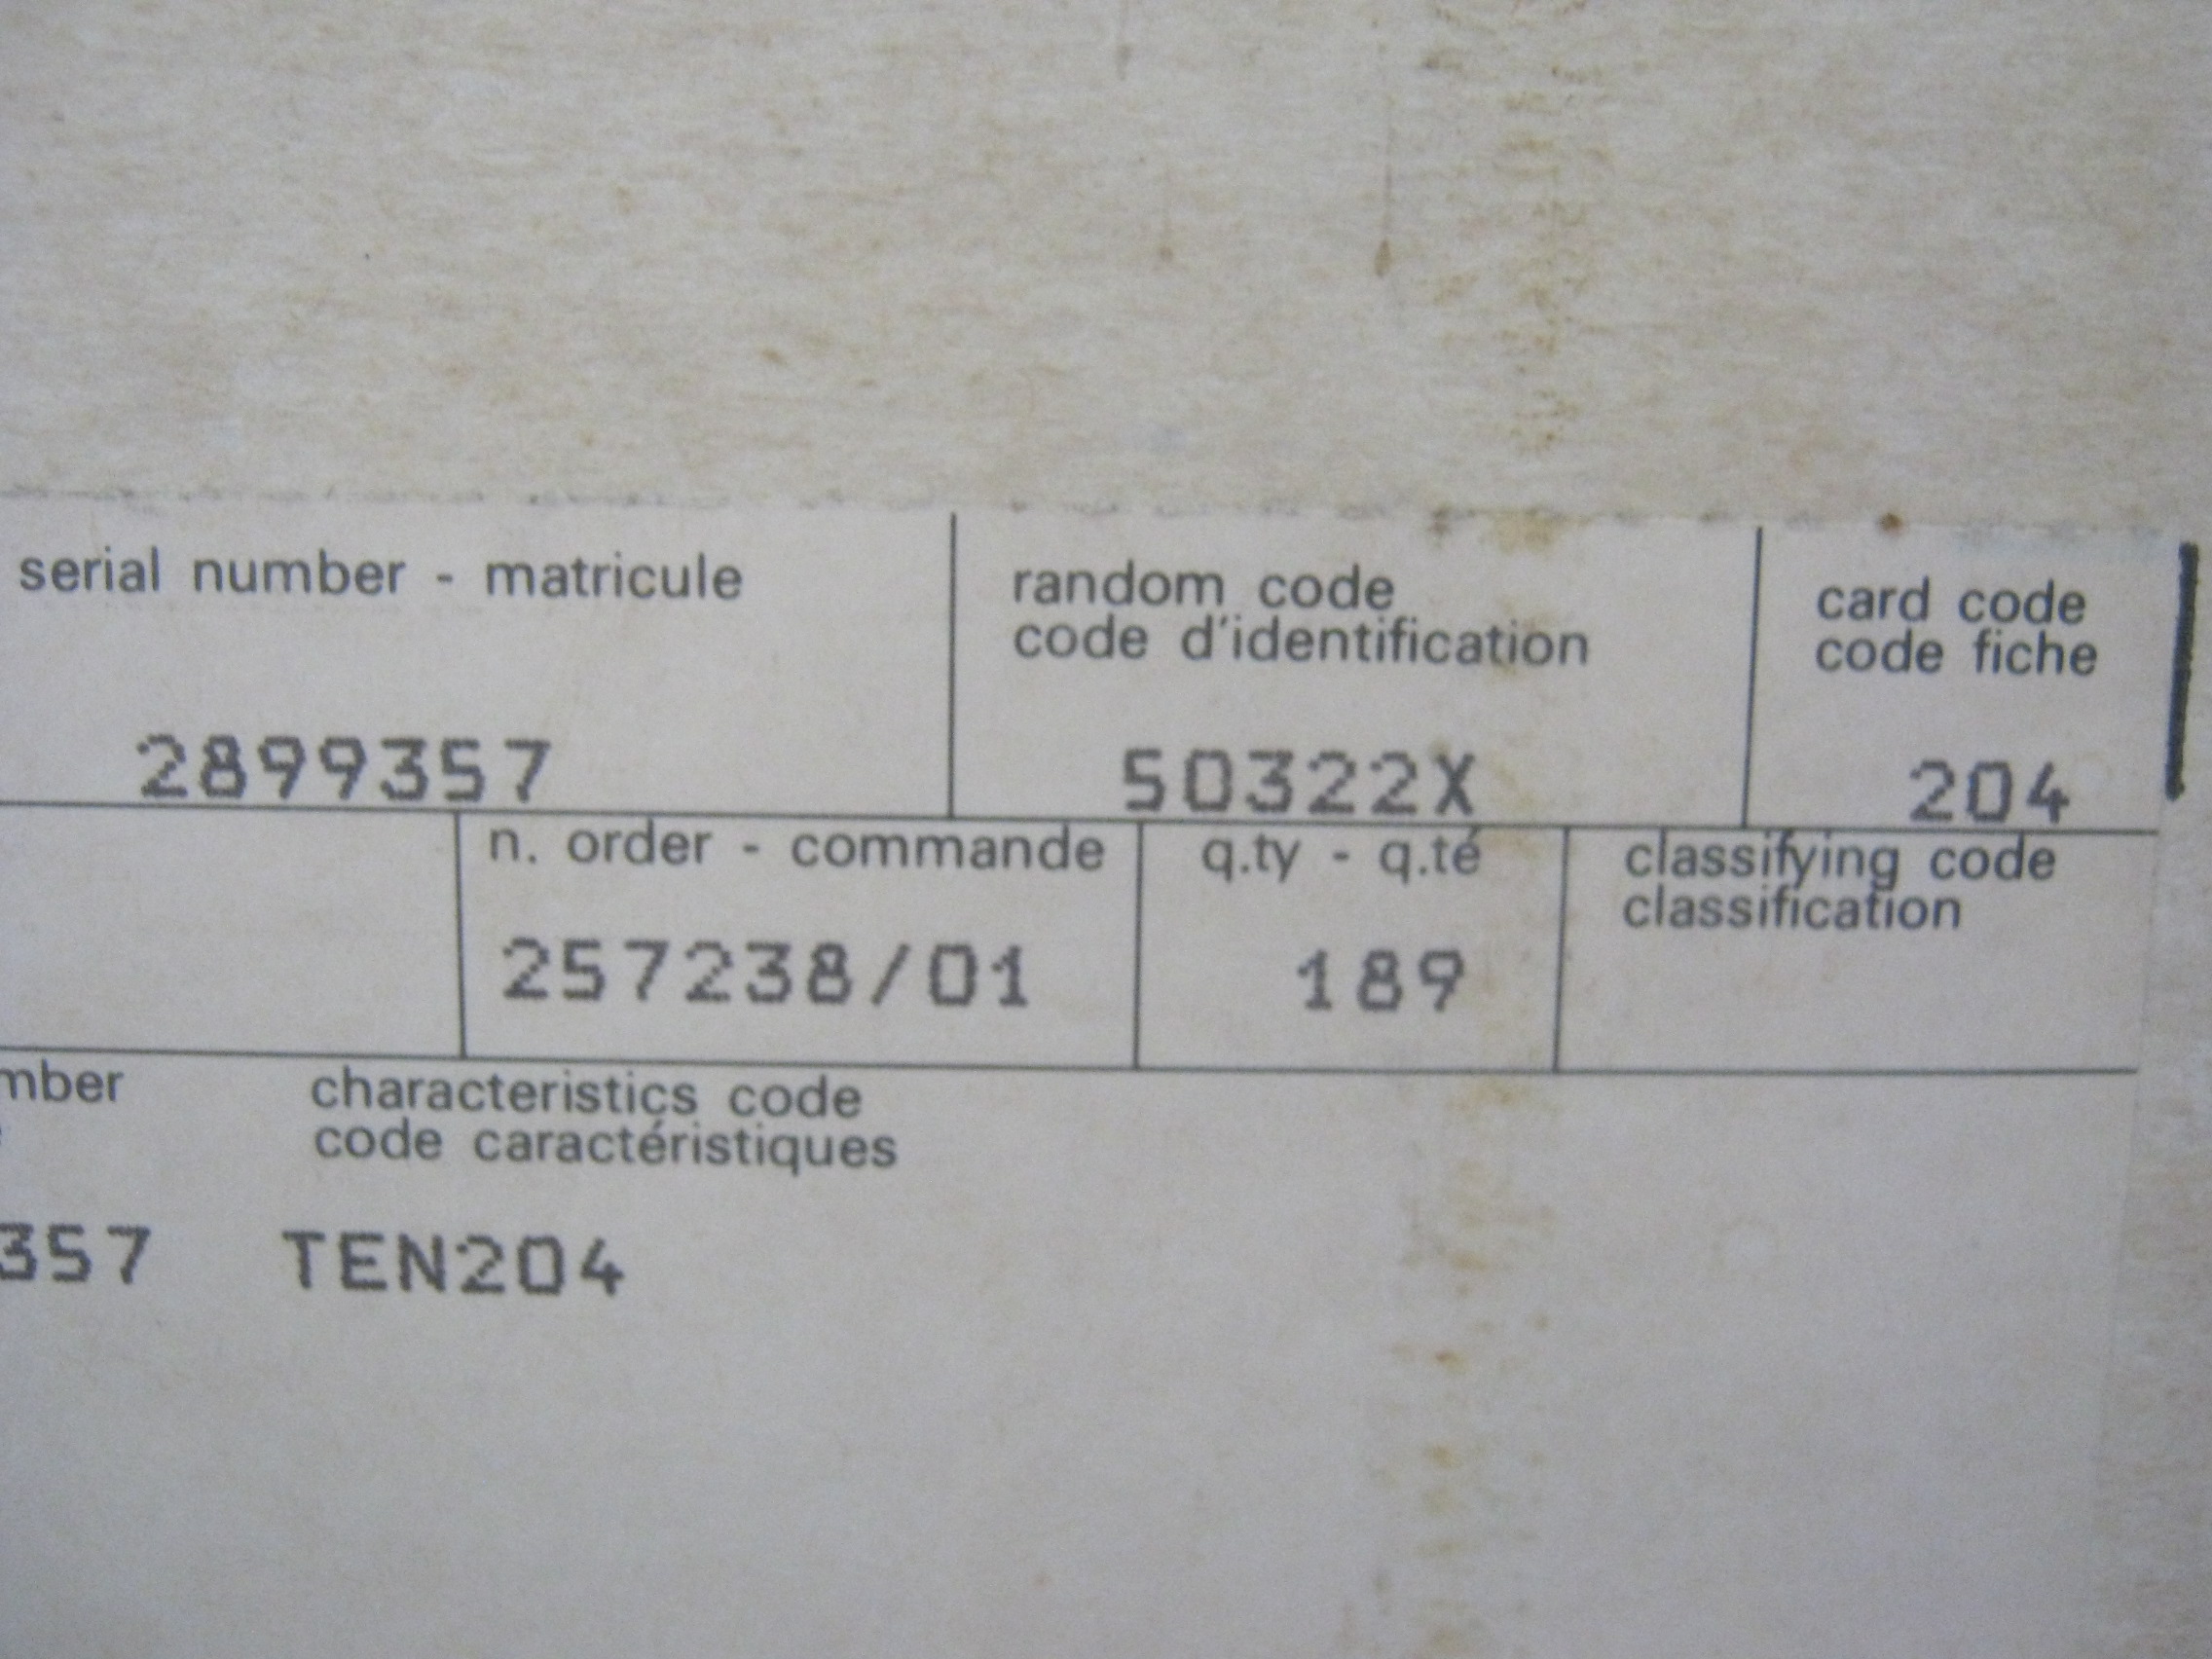 serial number - matricule
random code
code d'identification
card code
code fiche
2899357
50322X
204
n. order - commande
q.ty - q.té
classifying code
classification
257238/01
189
mber
characteristics code
code caractéristiques
357 TEN204